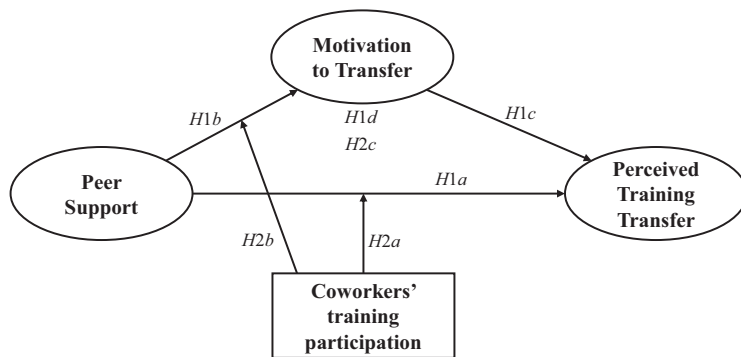 Motivation
to Transfer
H1b
H1d
H1c
H2c
Peer
Support
H1a
Perceived
Training
Transfer
H2b
H2a
Coworkers’
training
participation